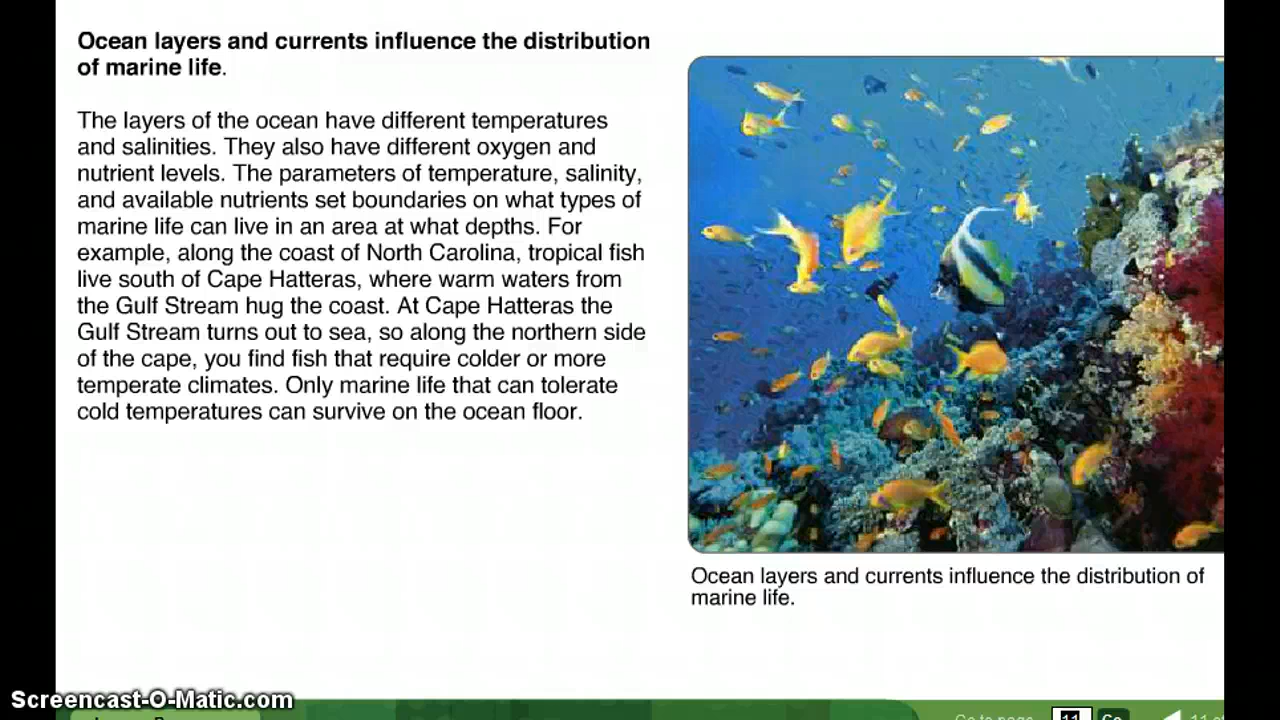 Ocean layers and currents influence the distribution
of marine life.
The layers of the ocean have different temperatures
and salinities. They also have different oxygen and
nutrient levels. The parameters of temperature, salinity,
and available nutrients set boundaries on what types of
marine life can live in an area at what depths. For
example, along the coast of North Carolina, tropical fish
live south of Cape Hatteras, where warm waters from
the Gulf Stream hug the coast. At Cape Hatteras the
Gulf Stream turns out to sea, so along the northern side
of the cape, you find fish that require colder or more
temperate climates. Only marine life that can tolerate
cold temperatures can survive on the ocean floor.
Ocean layers and currents influence the distribution of
marine life.
Screencast-O-Matic.com
Go to page 11 Go